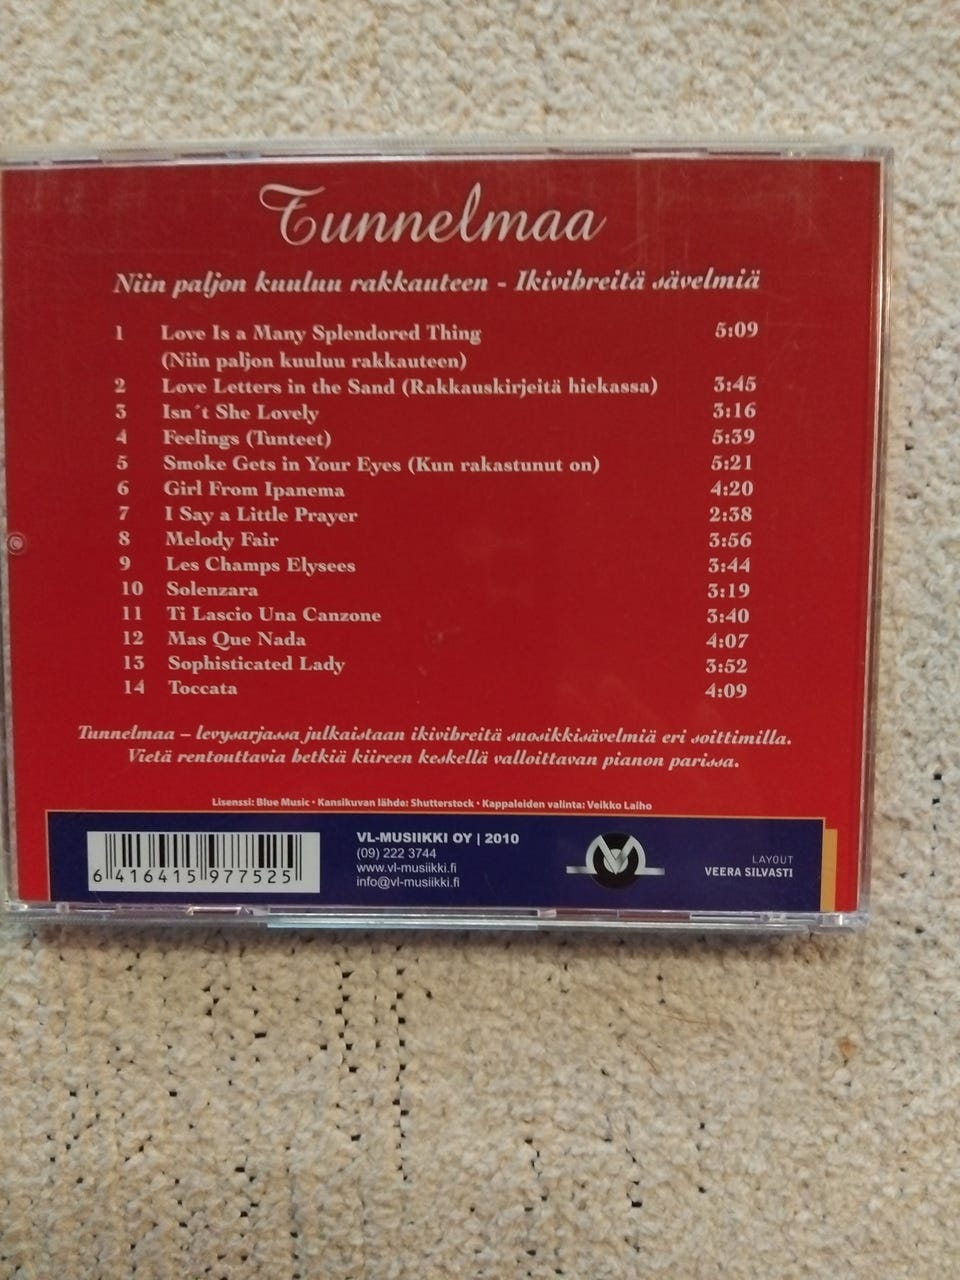 Tunnelmaa
Niin paljon kuuluu rakkauteen - Ikivihreitä sävelmiä
1 Love Is a Many Splendored Thing 5:09
(Niin paljon kuuluu rakkauteen)
2 Love Letters in the Sand (Rakkauskirjeitä hiekassa) 3:45
3 Isn´t She Lovely 3:16
4 Feelings (Tunteet) 5:39
5 Smoke Gets in Your Eyes (Kun rakastunut on) 5:21
6 Girl From Ipanema 4:20
7 I Say a Little Prayer 2:38
8 Melody Fair 3:56
9 Les Champs Elysees 3:44
10 Solenzara 3:19
11 Ti Lascio Una Canzone 3:40
12 Mas Que Nada 4:07
13 Sophisticated Lady 3:52
14 Toccata 4:09
Tunnelmaa – levysarjassa julkaistaan ikivihreitä suosikkisävelmiä eri soittimilla.
Vietä rentouttavia hetkiä kiireen keskellä valloittavan pianon parissa.
Lisenssi: Blue Music • Kansikuvan lähde: Shutterstock • Kappaleiden valinta: Veikko Laiho
6 416415 977525
VL-MUSIIKKI OY | 2010
(09) 222 3744
www.vl-musiikki.fi
info@vl-musiikki.fi
LAYOUT
VEERA SILVASTI